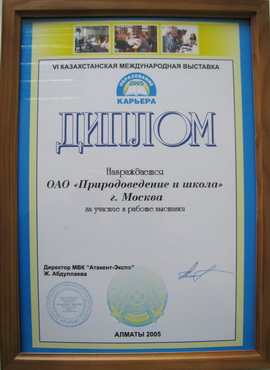 VI КАЗАХСТАНСКАЯ МЕЖДУНАРОДНАЯ ВЫСТАВКА
ОБРАЗОВАНИЕ
2005
КАРЬЕРА
ДИПЛОМ
Награждается
ОАО «Природоведение и школа»
г. Москва
за участие в работе выставки
Директор МВК "Атакент-Экспо"
Ж. Абдуллаева
АЛМАТЫ 2005